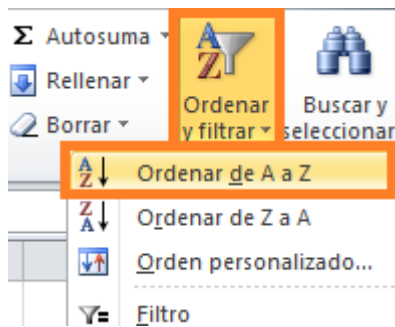 Σ Autosuma
Rellenar
Borrar
Ordenar
y filtrar
Buscar y
seleccionar
Ordenar de A a Z
Ordenar de Z a A
Orden personalizado...
Filtro